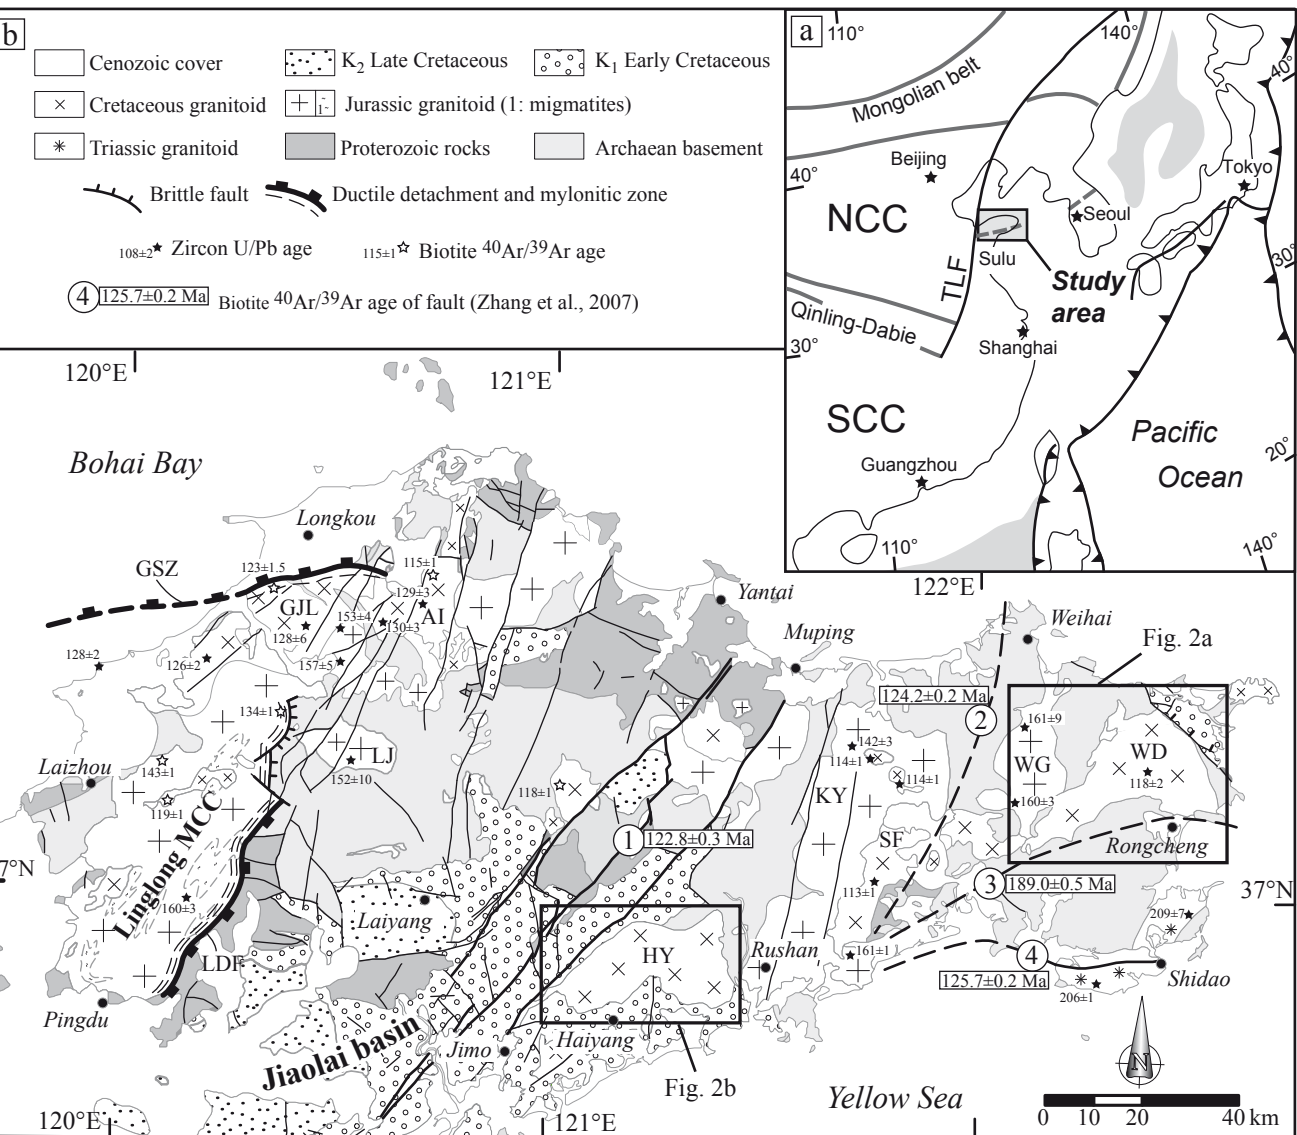 b
Cenozoic cover
K2 Late Cretaceous
K1 Early Cretaceous
Cretaceous granitoid
1
Jurassic granitoid (1: migmatites)
Triassic granitoid
Proterozoic rocks
Archaean basement
Brittle fault
Ductile detachment and mylonitic zone
108±2 Zircon U/Pb age
115±1 Biotite 40Ar/39Ar age
4 125.7±0.2 Ma Biotite 40Ar/39Ar age of fault (Zhang et al., 2007)
a
110°
140°
40°
Mongolian belt
Beijing
Tokyo
40°
NCC
Seoul
Sulu
TLF
Study
area
30°
Qinling-Dabie
Shanghai
30°
SCC
Pacific
Ocean
Guangzhou
20°
110°
140°
120°E
121°E
122°E
Bohai Bay
Longkou
GSZ
123±1.5
115±1
GJL
129±3
AI
153±4
130±3
128±6
128±2
126±2
157±5
134±1
Yantai
Muping
Weihai
Fig. 2a
124.2±0.2 Ma
2
161±9
WG
WD
118±2
160±3
Rongcheng
142±3
114±1
114±1
KY
SF
LJ
152±10
143±1
Laizhou
119±1
118±1
Linglong MCC
1 122.8±0.3 Ma
7°N
37°N
3 189.0±0.5 Ma
113±1
160±3
Laiyang
209±7
LDF
HY
Rushan
161±1
4
125.7±0.2 Ma
Shidao
206±1
Pingdu
Jiaolai basin
Jimo
Haiyang
Fig. 2b
Yellow Sea
N
0 10 20 40 km
120°E
121°E